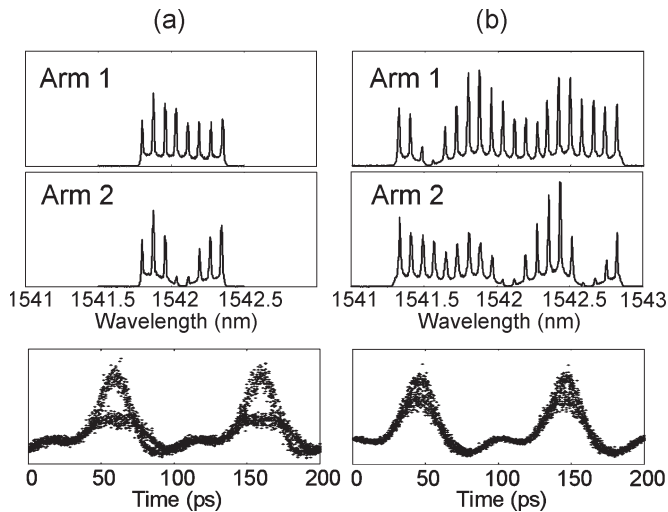 (a) (b)
Arm 1 Arm 1
Arm 2 Arm 2
1541 1541.5 1542 1542.5 1541 1541.5 1542 1542.5 1543
Wavelength (nm) Wavelength (nm)
0 50 100 150 200 0 50 100 150 200
Time (ps) Time (ps)